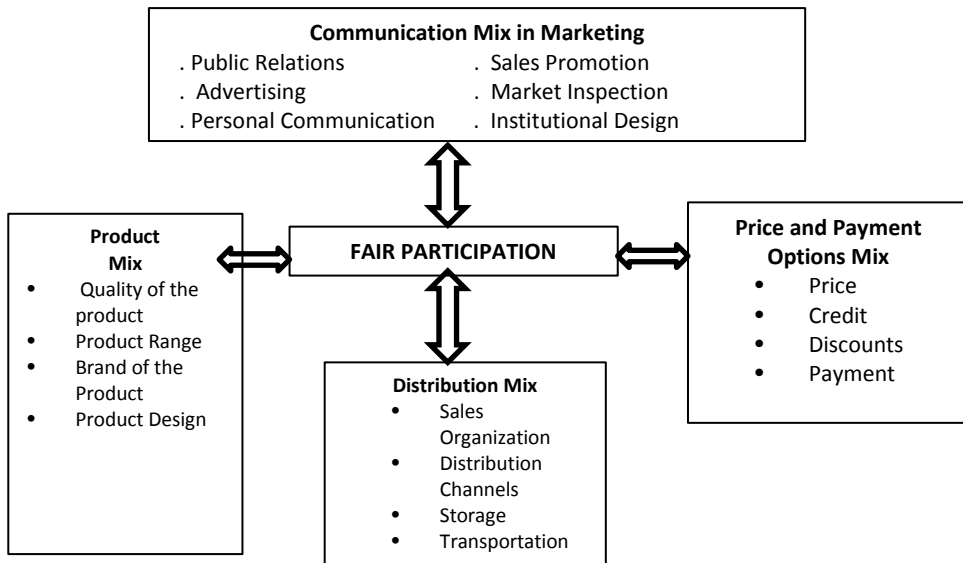 Communication Mix in Marketing
. Public Relations . Sales Promotion
. Advertising . Market Inspection
. Personal Communication . Institutional Design
Product
Mix
• Quality of the
product
• Product Range
• Brand of the
Product
• Product Design
FAIR PARTICIPATION
Price and Payment
Options Mix
• Price
• Credit
• Discounts
• Payment
Distribution Mix
• Sales
Organization
• Distribution
Channels
• Storage
• Transportation